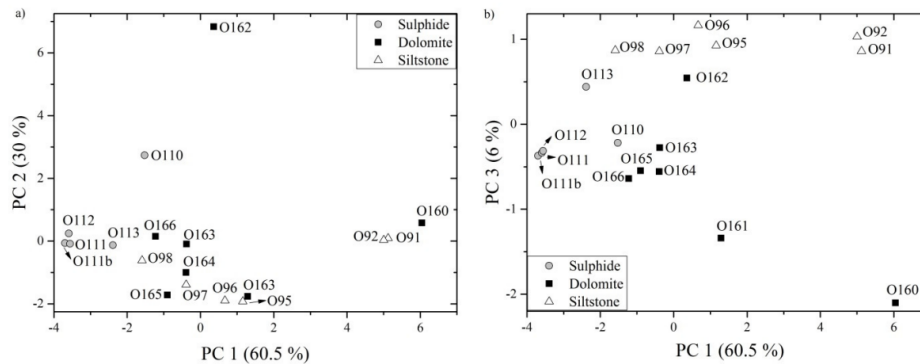 a)
PC 2 (30 %)
6
4
2
0
-2
O162
Sulphide
Dolomite
Siltstone
O110
O112
O111
O111b
O113
O166
O163
O98
O164
O165
O97
O96
O163
O95
O92
O91
O160
-4 -2 0 2 4 6
PC 1 (60.5 %)
b)
PC 3 (6 %)
1
0
-1
-2
O96
O92
O98
O97
O95
O91
O113
O162
O112
O110
O111
O163
O111b
O165
O166
O164
O161
Sulphide
Dolomite
Siltstone
O160
-4 -2 0 2 4 6
PC 1 (60.5 %)